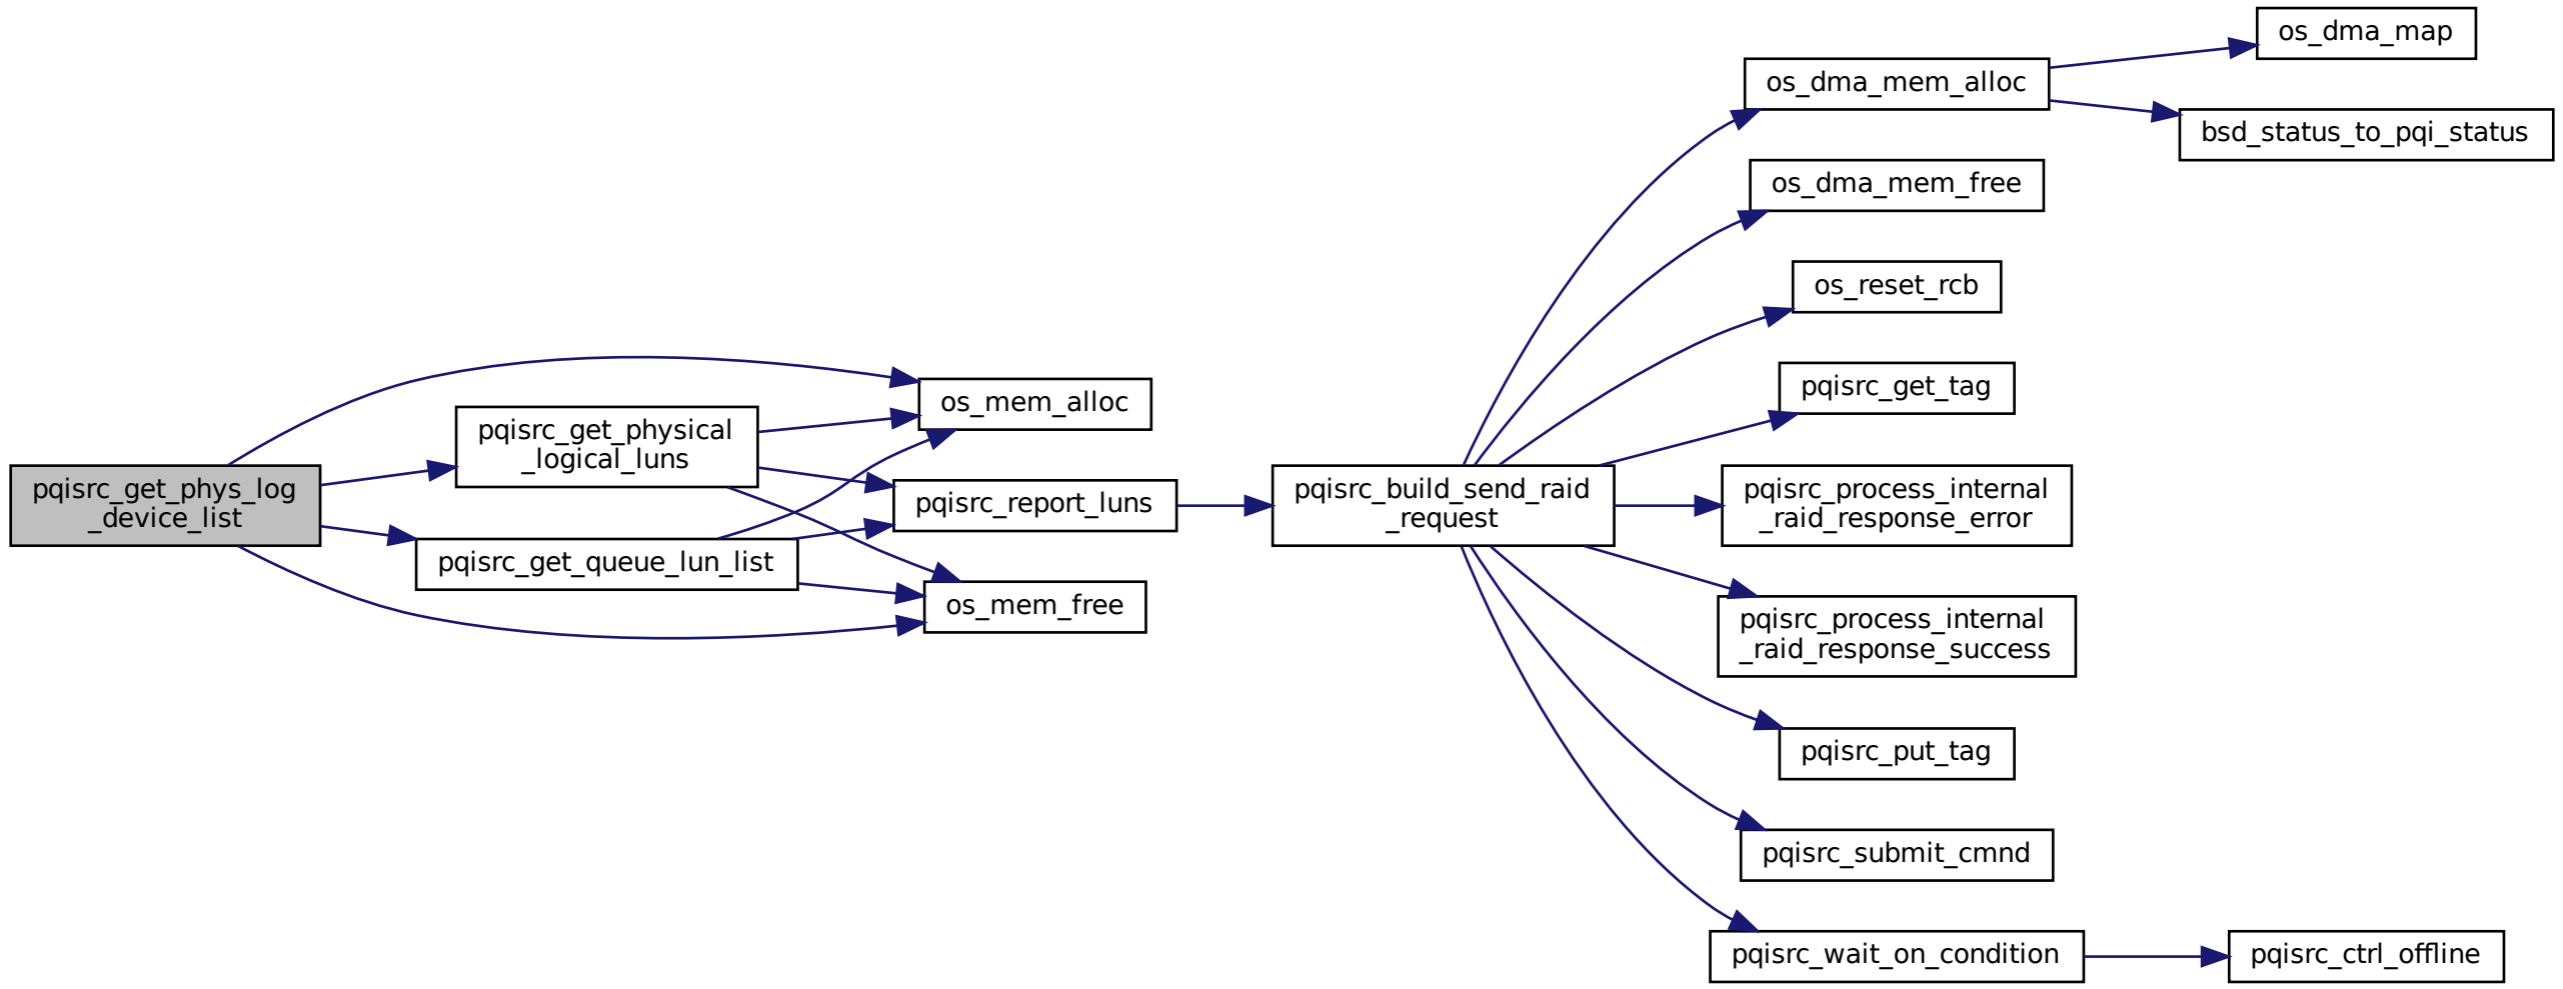 pqisrc_get_phys_log
_device_list
pqisrc_get_physical
_logical_luns
pqisrc_get_queue_lun_list
os_mem_alloc
pqisrc_report_luns
os_mem_free
pqisrc_build_send_raid
_request
os_dma_mem_alloc
os_dma_mem_free
os_reset_rcb
pqisrc_get_tag
pqisrc_process_internal
_raid_response_error
pqisrc_process_internal
_raid_response_success
pqisrc_put_tag
pqisrc_submit_cmnd
pqisrc_wait_on_condition
os_dma_map
bsd_status_to_pqi_status
pqisrc_ctrl_offline